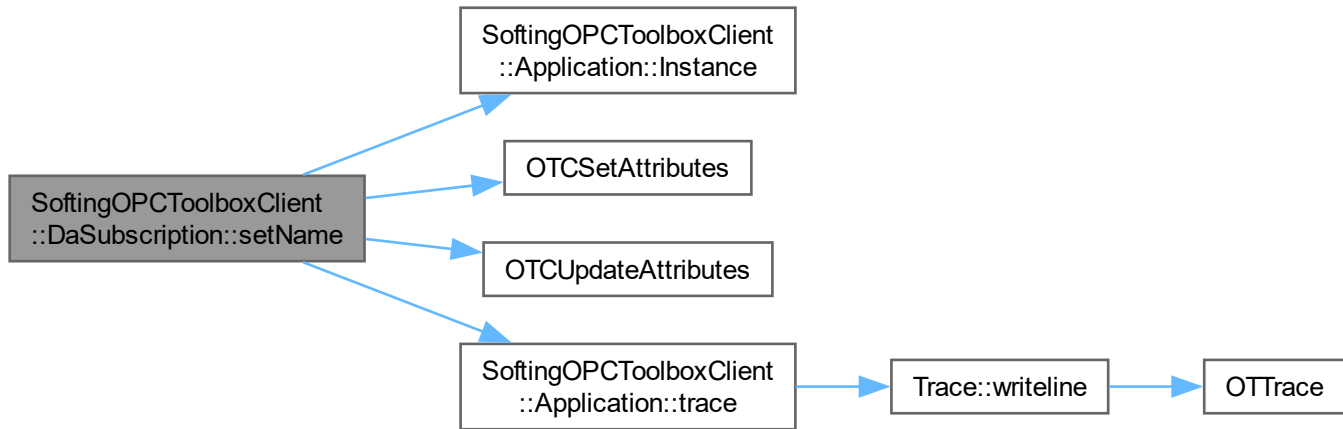 SoftingOPCToolboxClient
::DaSubscription::setName
SoftingOPCToolboxClient
::Application::Instance
OTCSetAttributes
OTCUpdateAttributes
SoftingOPCToolboxClient
::Application::trace
Trace::writeline
OTTrace